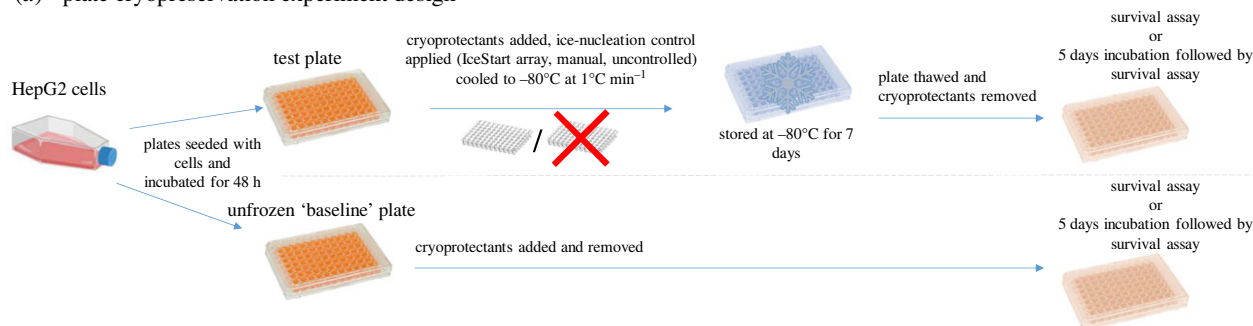 (a) plate cryopreservation experiment design
HepG2 cells
plates seeded with
cells and
incubated for 48 h
test plate
cryoprotectants added, ice-nucleation control
applied (IceStart array, manual, uncontrolled)
cooled to –80°C at 1°C min⁻¹
/
stored at –80°C for 7
days
plate thawed and
cryoprotectants removed
survival assay
or
5 days incubation followed by
survival assay
unfrozen ‘baseline’ plate
cryoprotectants added and removed
survival assay
or
5 days incubation followed by
survival assay